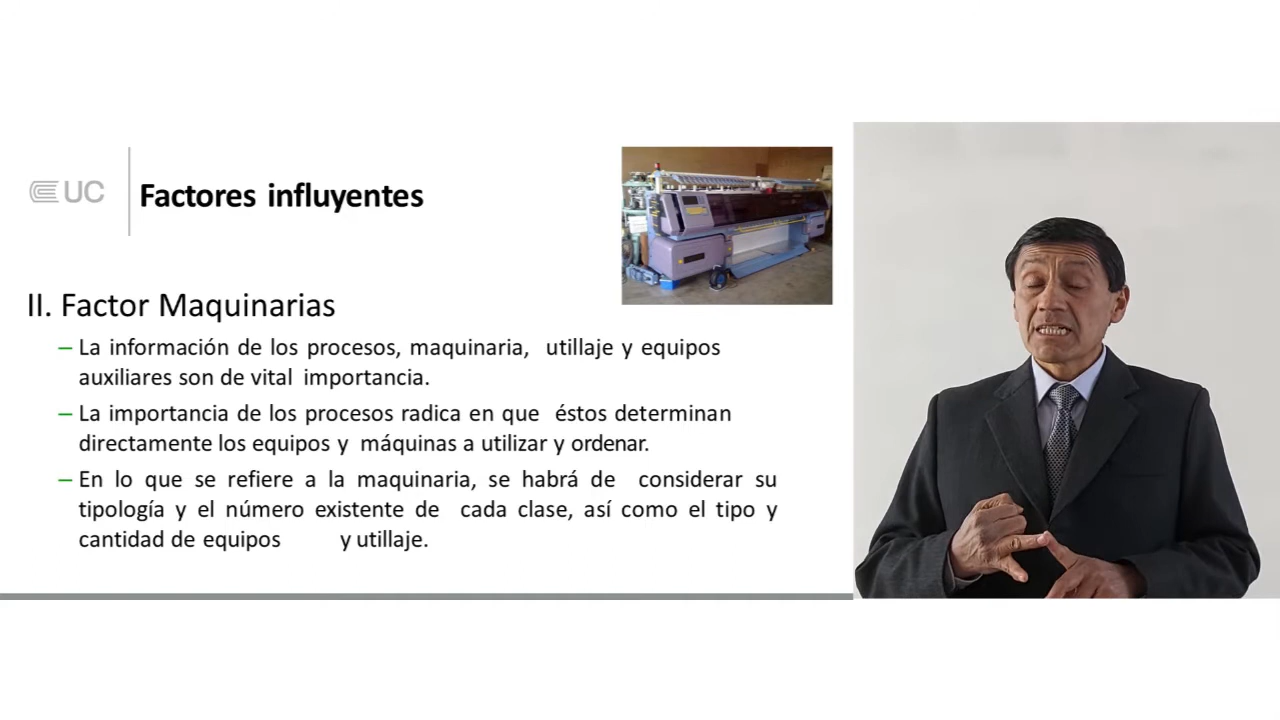 UC
Factores influyentes
II. Factor Maquinarias
– La información de los procesos, maquinaria, utillaje y equipos
auxiliares son de vital importancia.
– La importancia de los procesos radica en que éstos determinan
directamente los equipos y máquinas a utilizar y ordenar.
– En lo que se refiere a la maquinaria, se habrá de considerar su
tipología y el número existente de cada clase, así como el tipo y
cantidad de equipos y utillaje.